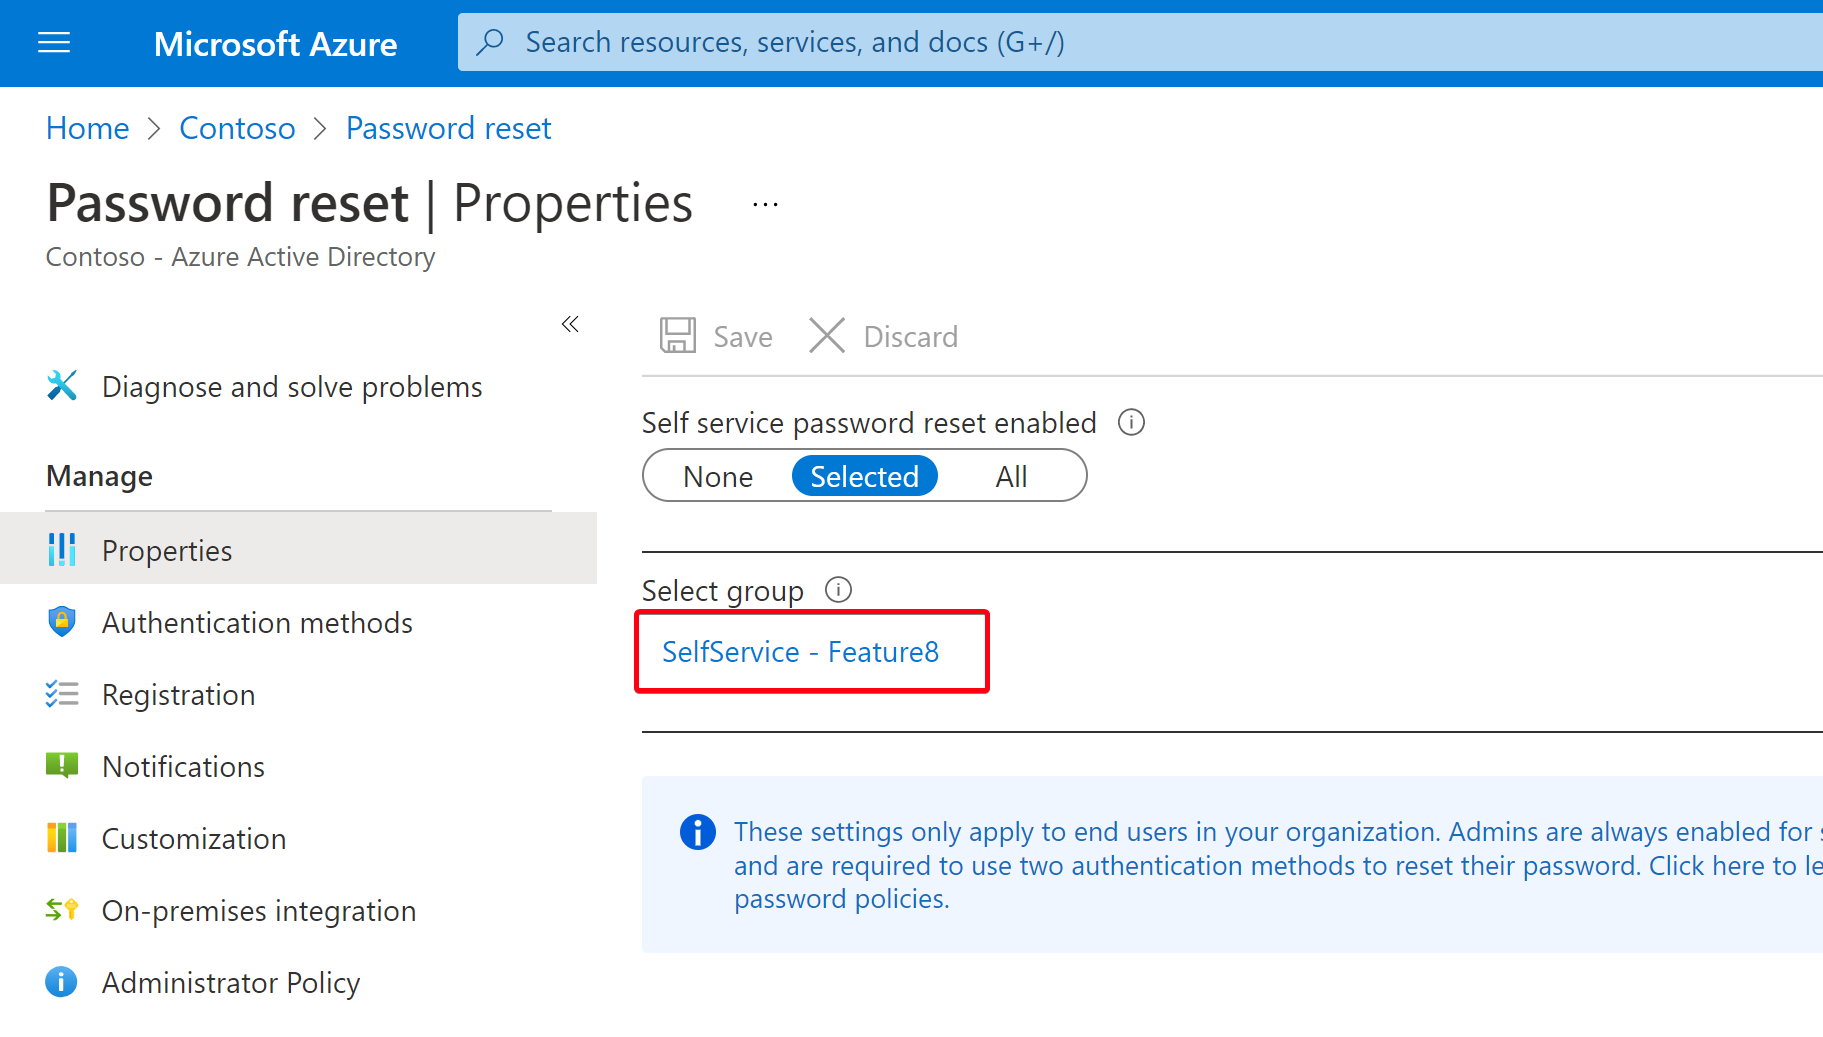 Microsoft Azure
Search resources, services, and docs (G+/)
Home > Contoso > Password reset
Password reset | Properties ...
Contoso - Azure Active Directory
«
Save Discard
Diagnose and solve problems
Self service password reset enabled
Manage
None Selected All
Properties
Select group
Authentication methods
SelfService - Feature8
Registration
Notifications
Customization
On-premises integration
Administrator Policy
These settings only apply to end users in your organization. Admins are always enabled for
and are required to use two authentication methods to reset their password. Click here to
password policies.